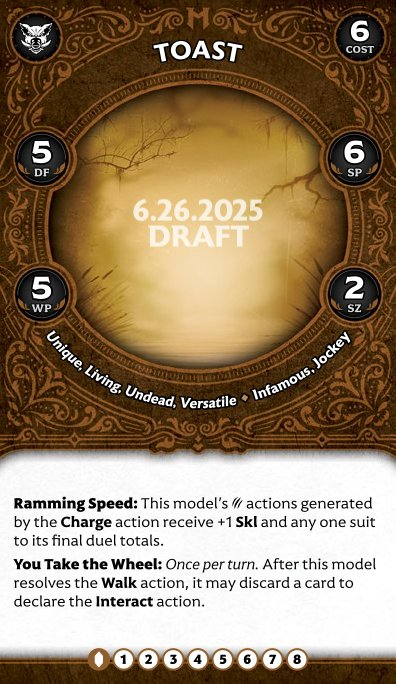 TOAST
6
COST
5
DF
6
SP
6.26.2025
DRAFT
5
WP
2
SZ
Unique, Living, Undead, Versatile ⬥ Infamous, Jockey
Ramming Speed: This model's actions generated
by the Charge action receive +1 Skl and any one suit
to its final duel totals.
You Take the Wheel: Once per turn. After this model
resolves the Walk action, it may discard a card to
declare the Interact action.
1 2 3 4 5 6 7 8